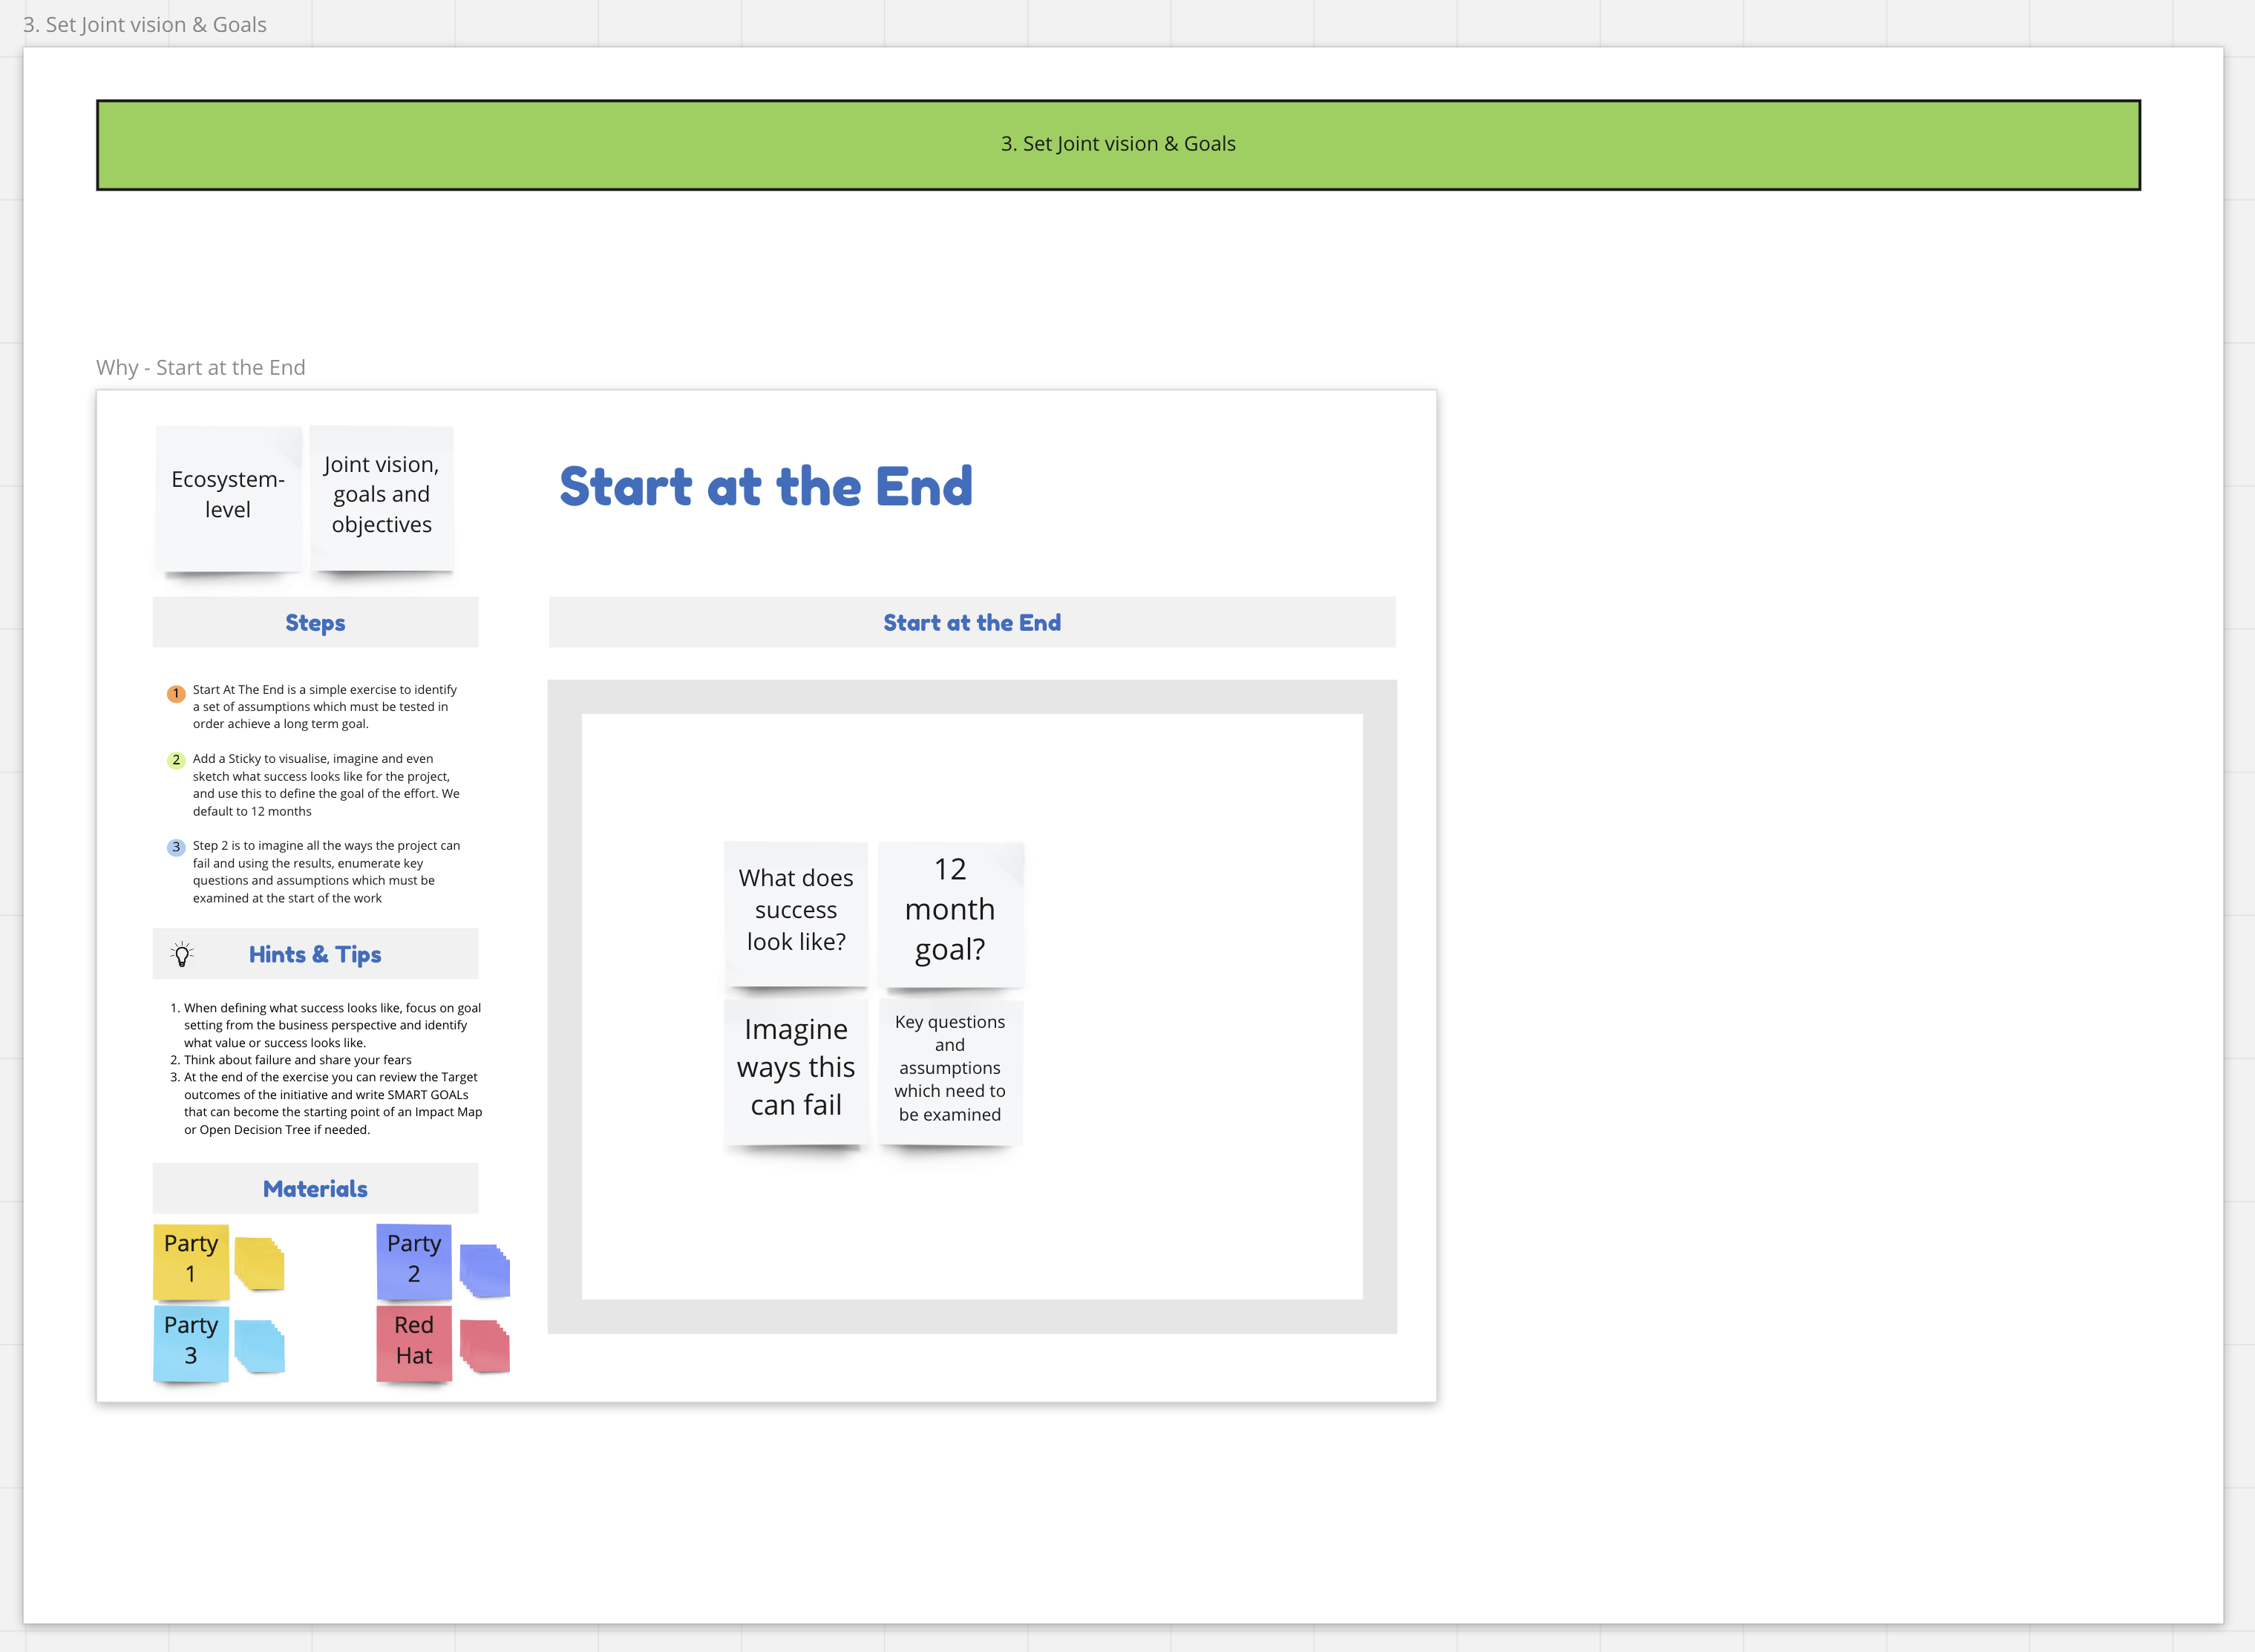 3. Set Joint vision & Goals
3. Set Joint vision & Goals
Why - Start at the End
Ecosystem-
level
Joint vision,
goals and
objectives
Start at the End
Steps
1 Start At The End is a simple exercise to identify
a set of assumptions which must be tested in
order achieve a long term goal.
2 Add a Sticky to visualise, imagine and even
sketch what success looks like for the project,
and use this to define the goal of the effort. We
default to 12 months
3 Step 2 is to imagine all the ways the project can
fail and using the results, enumerate key
questions and assumptions which must be
examined at the start of the work
Hints & Tips
1. When defining what success looks like, focus on goal
setting from the business perspective and identify
what value or success looks like.
2. Think about failure and share your fears
3. At the end of the exercise you can review the Target
outcomes of the initiative and write SMART GOALs
that can become the starting point of an Impact Map
or Open Decision Tree if needed.
Materials
Party
1
Party
2
Party
3
Red
Hat
Start at the End
What does
success
look like?
12
month
goal?
Imagine
ways this
can fail
Key questions
and
assumptions
which need to
be examined